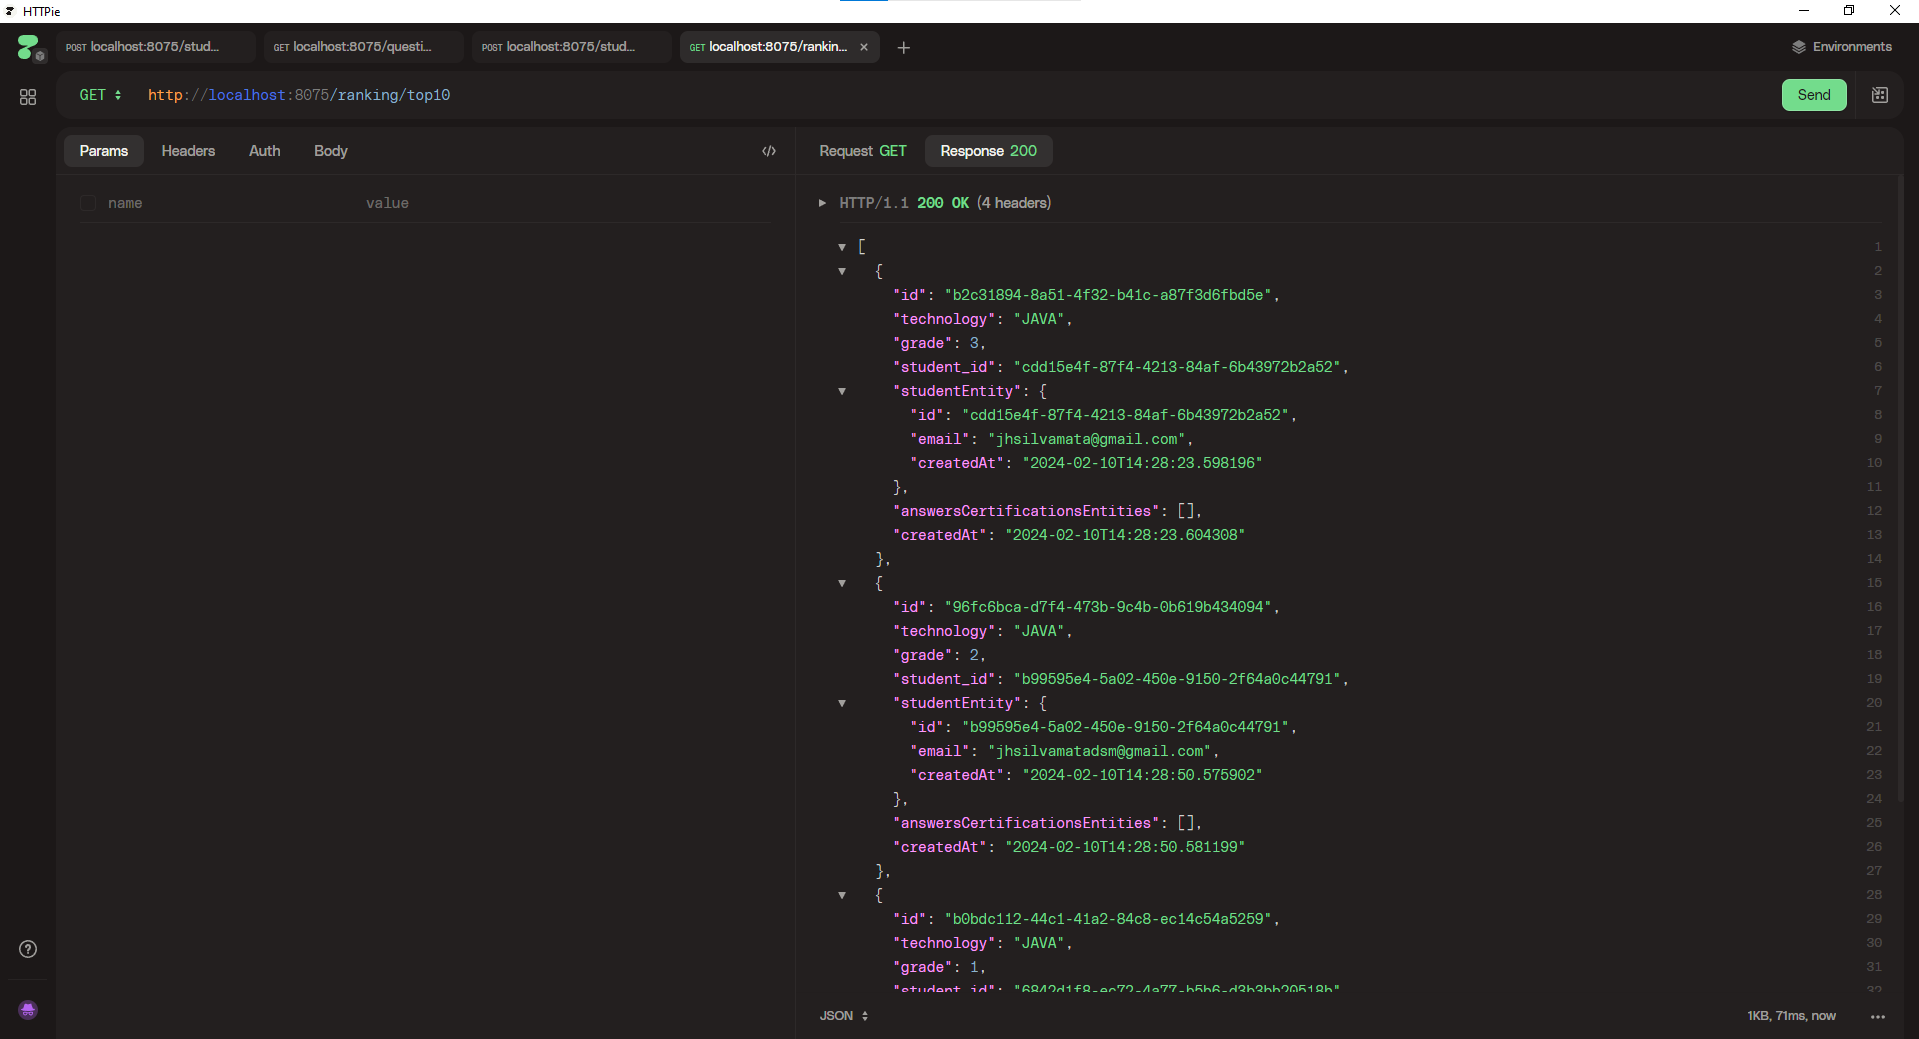 HTTPie
POST localhost:8075/stud...
GET localhost:8075/questi...
POST localhost:8075/stud...
GET localhost:8075/rankin...
Environments
GET http://localhost:8075/ranking/top10
Send
Params Headers Auth Body
name value
Request GET Response 200
HTTP/1.1 200 OK (4 headers)
[ 1
{ 2
"id": "b2c31894-8a51-4f32-b41c-a87f3d6fbd5e", 3
"technology": "JAVA", 4
"grade": 3, 5
"student_id": "cdd15e4f-87f4-4213-84af-6b43972b2a52", 6
"studentEntity": { 7
"id": "cdd15e4f-87f4-4213-84af-6b43972b2a52", 8
"email": "jhsilvamata@gmail.com", 9
"createdAt": "2024-02-10T14:28:23.598196" 10
}, 11
"answersCertificationsEntities": [], 12
"createdAt": "2024-02-10T14:28:23.604308" 13
}, 14
{ 15
"id": "96fc6bca-d7f4-473b-9c4b-0b619b434094", 16
"technology": "JAVA", 17
"grade": 2, 18
"student_id": "b99595e4-5a02-450e-9150-2f64a0c44791", 19
"studentEntity": { 20
"id": "b99595e4-5a02-450e-9150-2f64a0c44791", 21
"email": "jhsilvamatadsm@gmail.com", 22
"createdAt": "2024-02-10T14:28:50.575902" 23
}, 24
"answersCertificationsEntities": [], 25
"createdAt": "2024-02-10T14:28:50.581199" 26
}, 27
{ 28
"id": "b0bdc112-44c1-41a2-84c8-ec14c54a5259", 29
"technology": "JAVA", 30
"grade": 1, 31
"student_id": "6842d1f8-ec72-4a77-b5b6-d3b3bb20518b" 32
JSON
1KB, 71ms, now